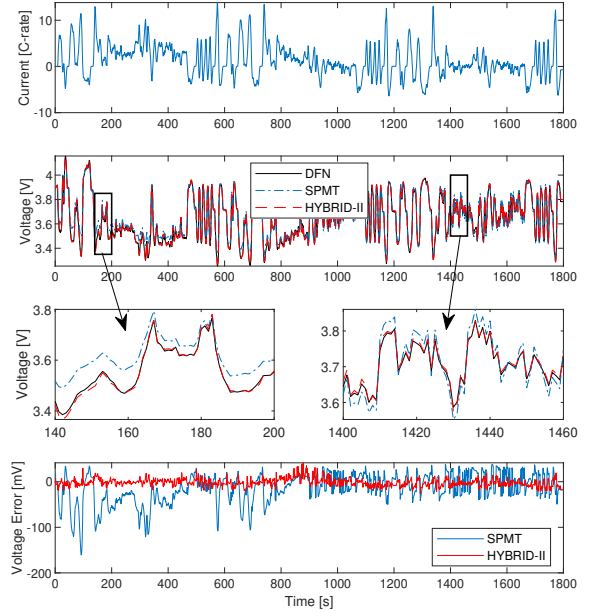 Current [C-rate]
10
0
-10
0 200 400 600 800 1000 1200 1400 1600 1800
Voltage [V]
4
3.8
3.6
3.4
DFN
SPMT
HYBRID-II
0 200 400 600 800 1000 1200 1400 1600 1800
Voltage [V]
3.8
3.6
3.4
140 160 180 200
3.8
3.7
3.6
1400 1420 1440 1460
Voltage Error [mV]
0
-100
-200
SPMT
HYBRID-II
0 200 400 600 800 1000 1200 1400 1600 1800
Time [s]